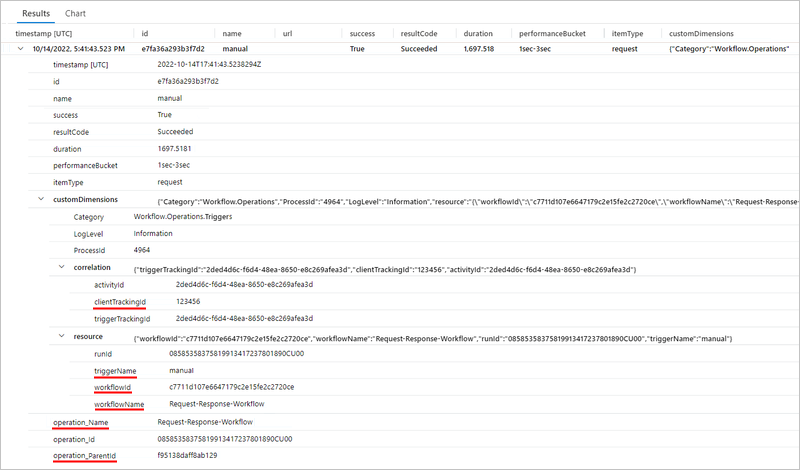 Results Chart
timestamp [UTC] id name url success resultCode duration performanceBucket itemType customDimensions
10/14/2022, 5:41:43.523 PM e7fa36a293b3f7d2 manual True Succeeded 1,697.518 1sec-3sec request {"Category":"Workflow.Operations"
timestamp [UTC] 2022-10-14T17:41:43.5238294Z
id e7fa36a293b3f7d2
name manual
success True
resultCode Succeeded
duration 1697.5181
performanceBucket 1sec-3sec
itemType request
customDimensions {"Category":"Workflow.Operations","ProcessId":"4964","LogLevel":"Information","resource":"{\"workflowId\":\"c7711d107e6647179c2e15fe2c2720ce\",\"workflowName\":\"Request-Response-
Category Workflow.Operations.Triggers
LogLevel Information
ProcessId 4964
correlation {"triggerTrackingId":"2ded4d6c-f6d4-48ea-8650-e8c269afea3d","clientTrackingId":"123456","activityId":"2ded4d6c-f6d4-48ea-8650-e8c269afea3d"}
activityId 2ded4d6c-f6d4-48ea-8650-e8c269afea3d
clientTrackingId 123456
triggerTrackingId 2ded4d6c-f6d4-48ea-8650-e8c269afea3d
resource {"workflowId":"c7711d107e6647179c2e15fe2c2720ce","workflowName":"Request-Response-Workflow","runId":"08585358375819913417237801890CU00","triggerName":"manual"}
runId 08585358375819913417237801890CU00
triggerName manual
workflowId c7711d107e6647179c2e15fe2c2720ce
workflowName Request-Response-Workflow
operation_Name Request-Response-Workflow
operation_Id 08585358375819913417237801890CU00
operation_ParentId f95138daff8ab129